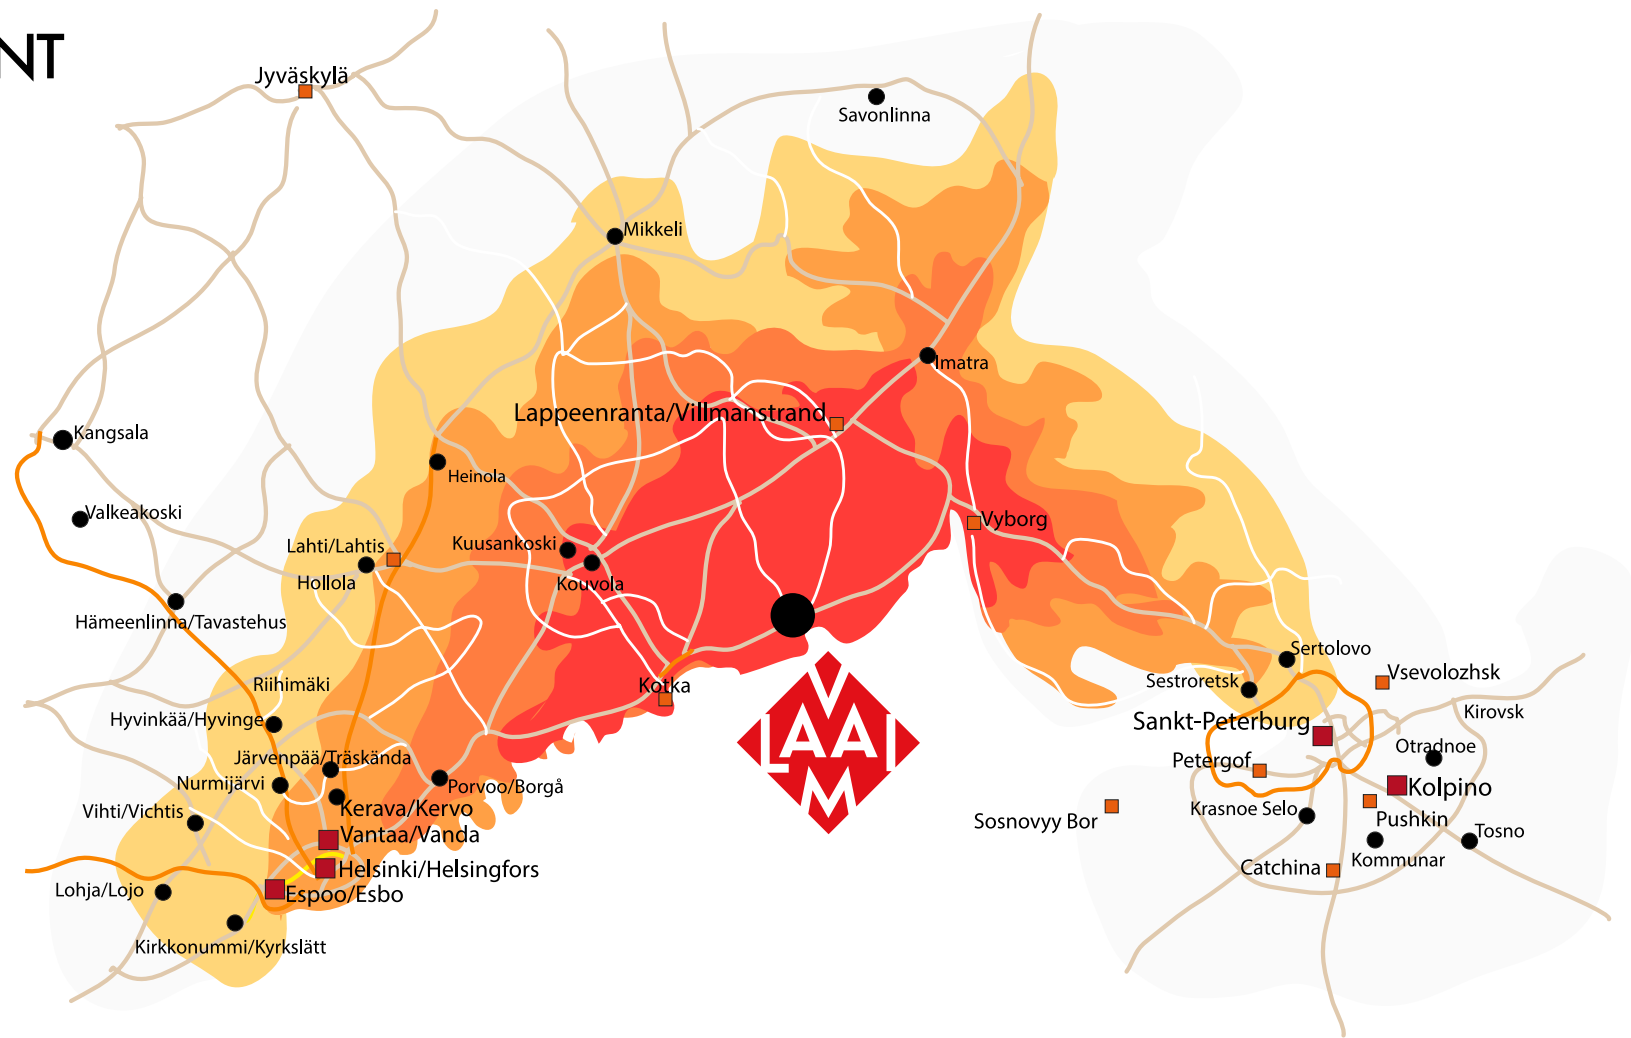 NT
Jyväskylä
Savonlinna
Mikkeli
Imatra
Lappeenranta/Villmanstrand
Kangsala
Heinola
Valkeakoski
Vyborg
Kuusankoski
Lahti/Lahtis
Hollola
Kouvola
Hämeenlinna/Tavastehus
Sertolovo
Vsevolozhsk
Riihimäki
Kotka
Sestroretsk
Kirovsk
Hyvinkää/Hyvinge
Sankt-Peterburg
Otradnoe
Järvenpää/Träskända
Petergof
Nurmijärvi
Porvoo/Borgå
Kolpino
Vihti/Vichtis
Kerava/Kervo
Krasnoe Selo
Pushkin
Sosnovyy Bor
Tosno
Vantaa/Vanda
Kommunar
Helsinki/Helsingfors
Catchina
Lohja/Lojo
Espoo/Esbo
Kirkkonummi/Kyrkslätt
V
LAAI
M